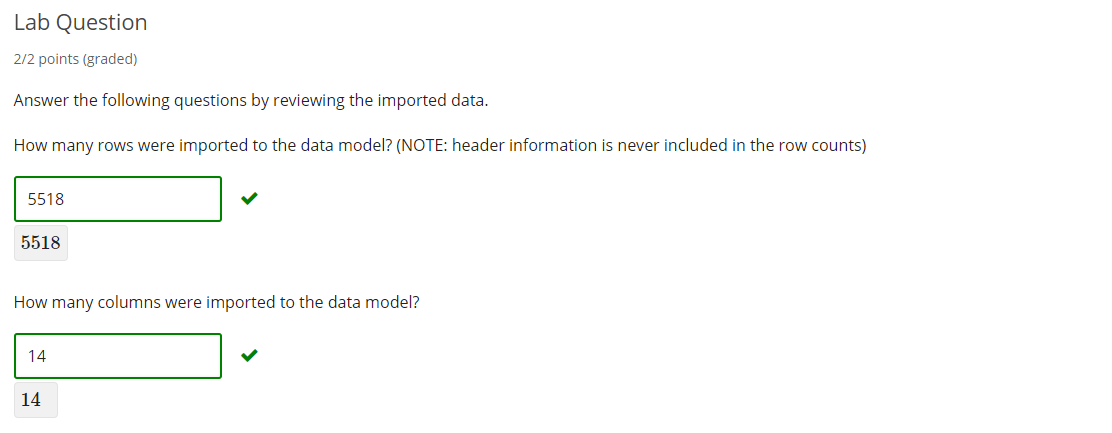 Lab Question
2/2 points (graded)
Answer the following questions by reviewing the imported data.
How many rows were imported to the data model? (NOTE: header information is never included in the row counts)
5518
5518
How many columns were imported to the data model?
14
14